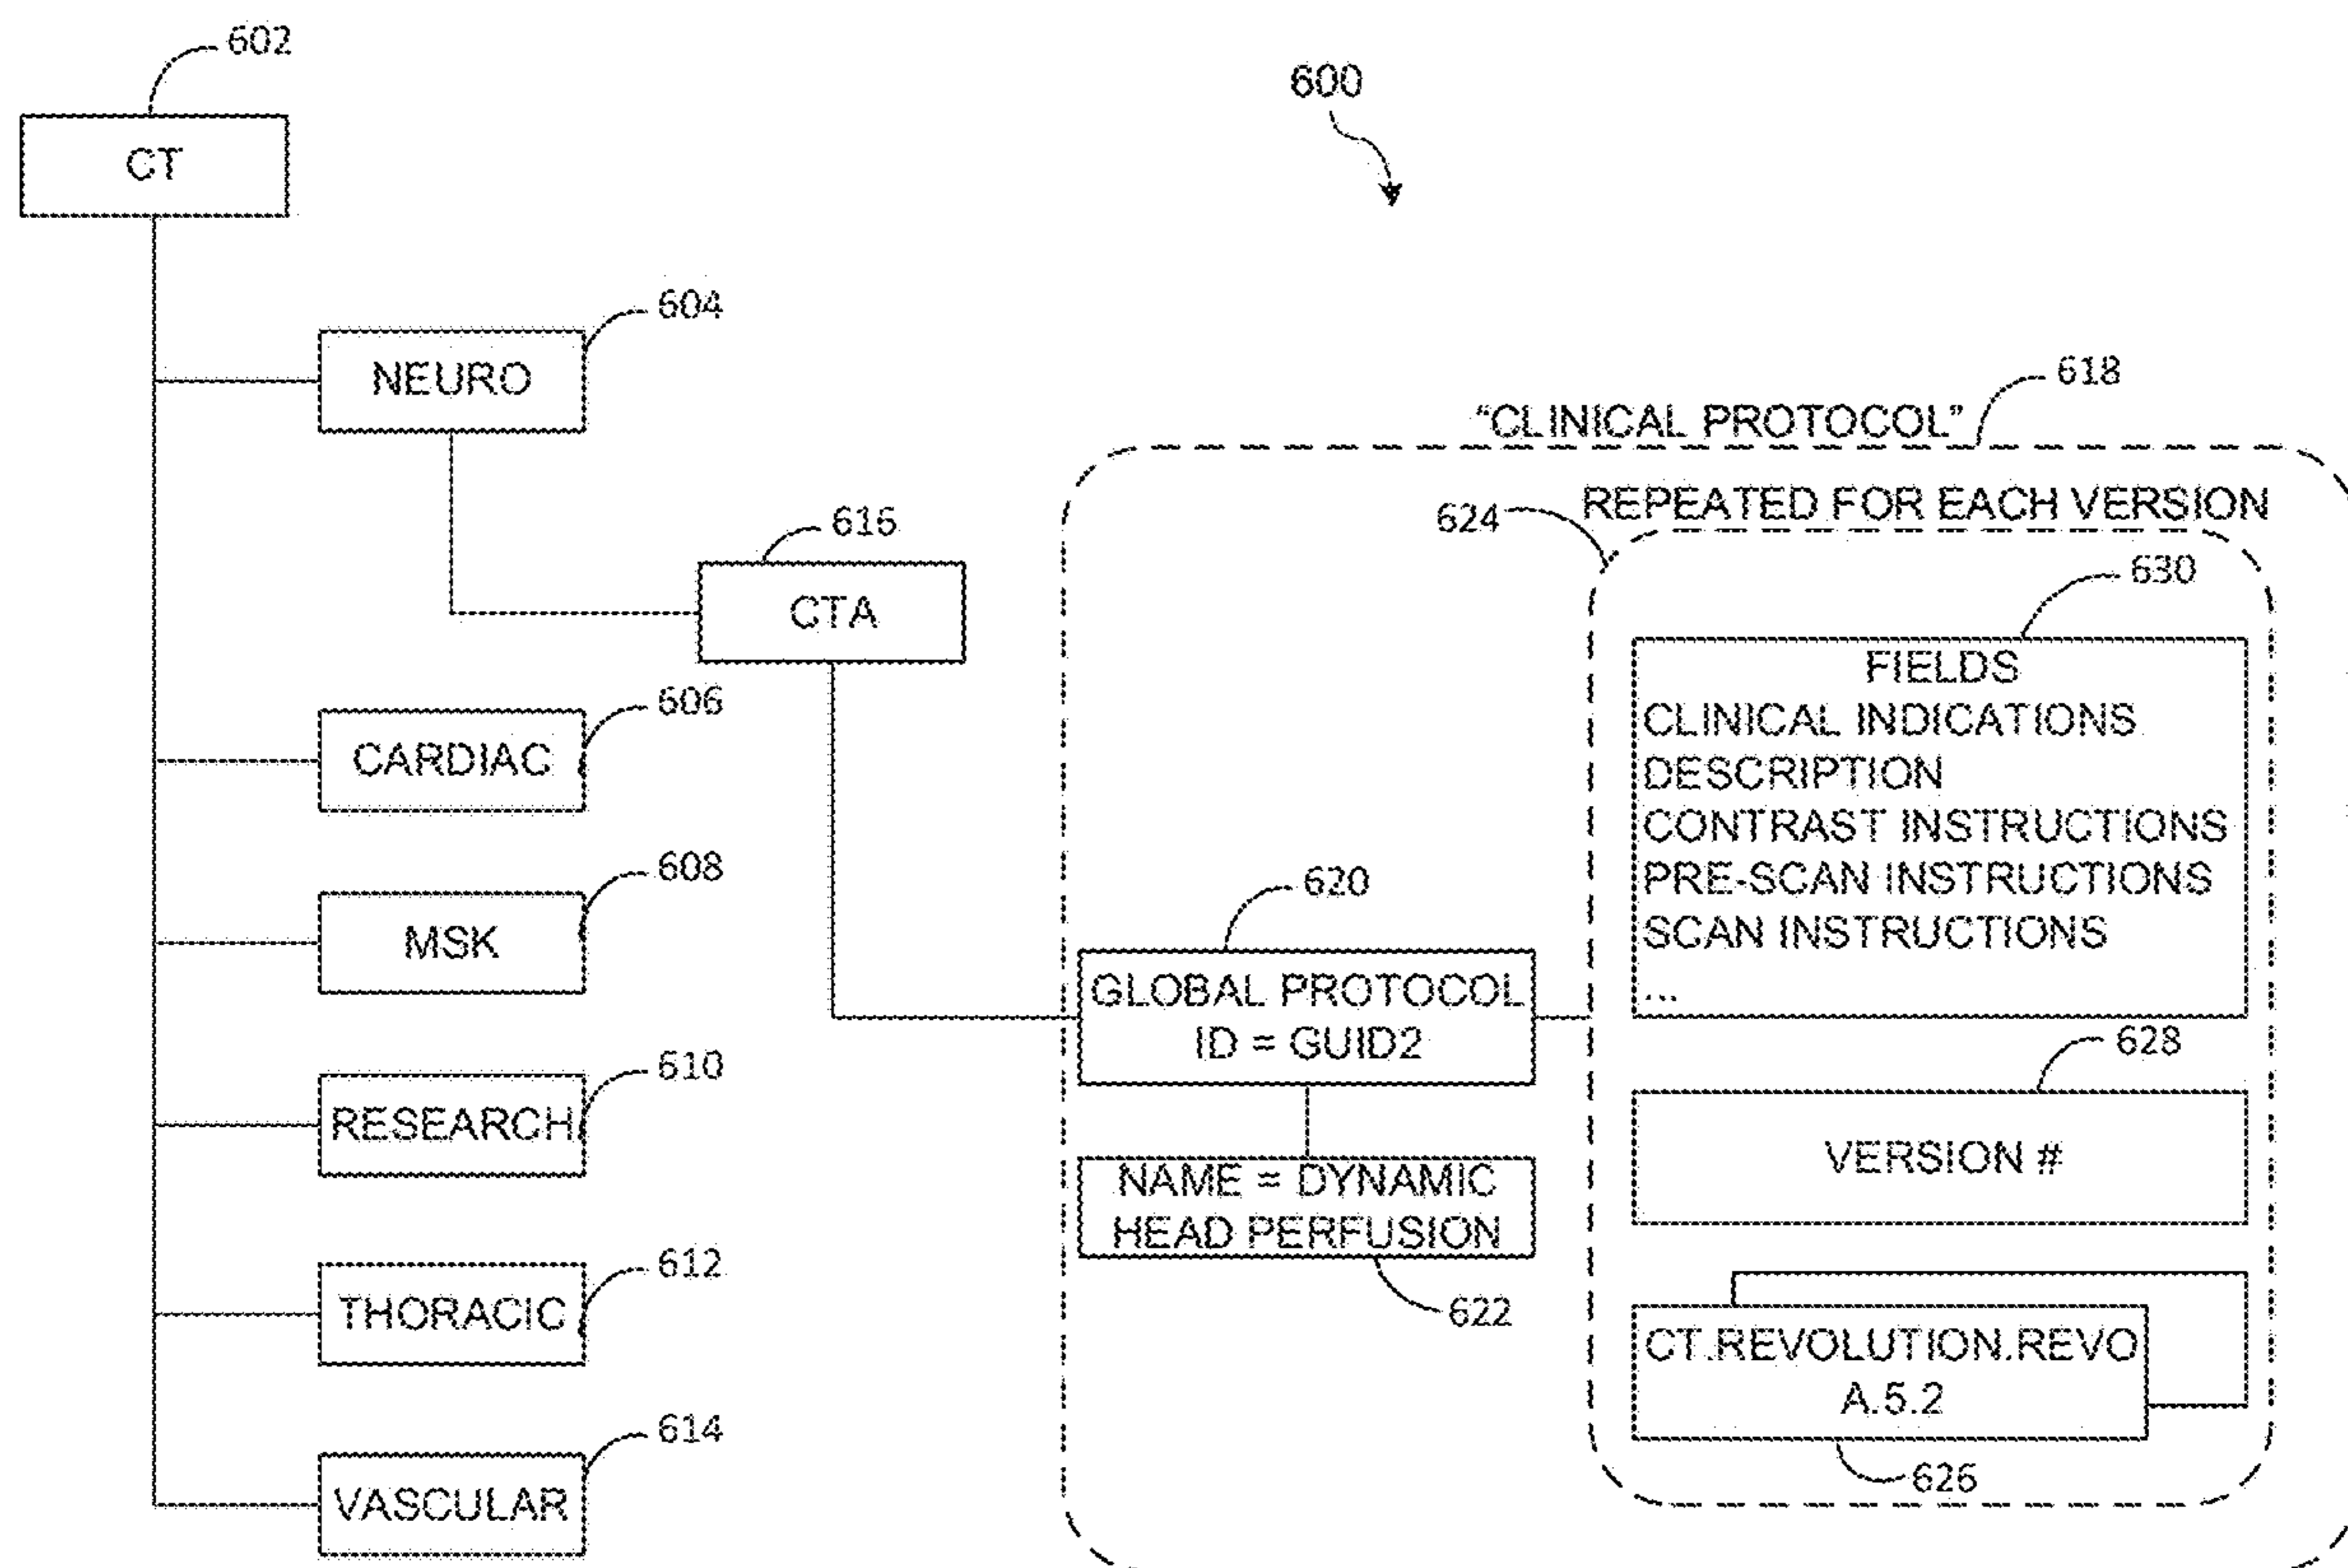 602
CT
600
604
NEURO
618
"CLINICAL PROTOCOL"
REPEATED FOR EACH VERSION
624
616
CTA
630
FIELDS
CLINICAL INDICATIONS
DESCRIPTION
CONTRAST INSTRUCTIONS
PRE-SCAN INSTRUCTIONS
SCAN INSTRUCTIONS
...
606
CARDIAC
608
MSK
620
GLOBAL PROTOCOL
ID = GUID2
628
VERSION #
610
RESEARCH
NAME = DYNAMIC
HEAD PERFUSION
622
612
THORACIC
CT.REVOLUTION.REVO
A.5.2
626
614
VASCULAR